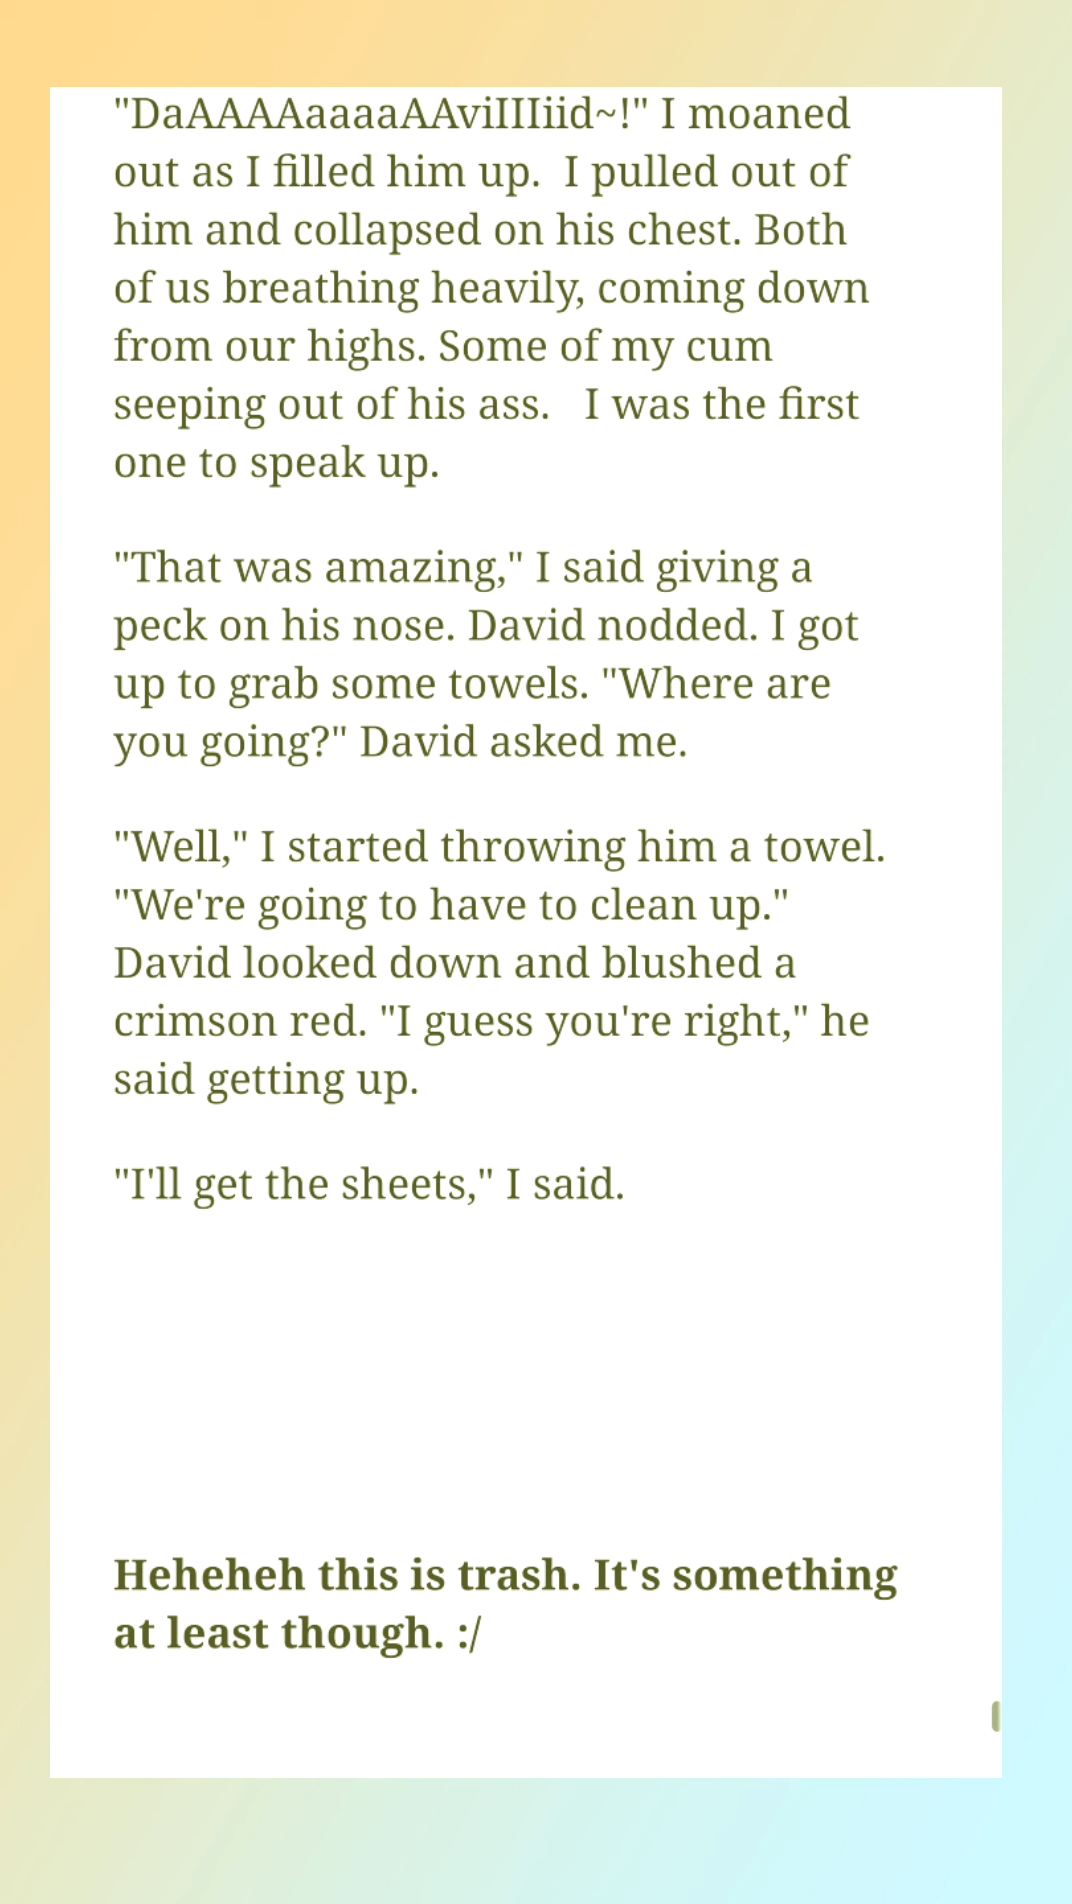 "DaAAAAaaaaAAviIIIiid~!" I moaned
out as I filled him up.  I pulled out of
him and collapsed on his chest. Both
of us breathing heavily, coming down
from our highs. Some of my cum
seeping out of his ass.   I was the first
one to speak up.
"That was amazing," I said giving a
peck on his nose. David nodded. I got
up to grab some towels. "Where are
you going?" David asked me.
"Well," I started throwing him a towel.
"We're going to have to clean up."
David looked down and blushed a
crimson red. "I guess you're right," he
said getting up.
"I'll get the sheets," I said.
Heheheh this is trash. It's something
at least though. :/